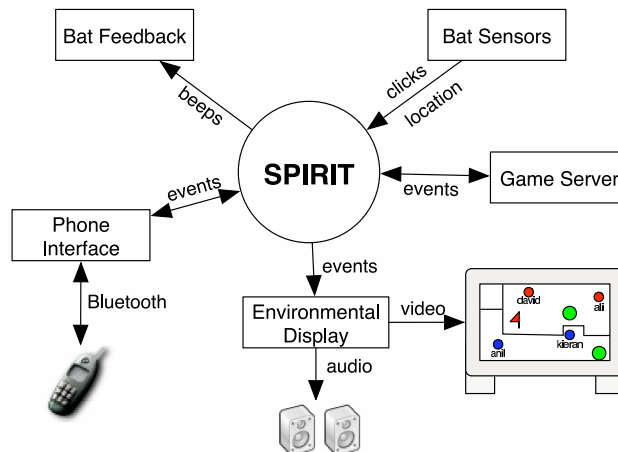 Bat Feedback
Bat Sensors
beeps
clicks
location
SPIRIT
events
Game Server
events
Phone
Interface
events
Bluetooth
Environmental
Display
video
audio
david
ali
anil
kieran